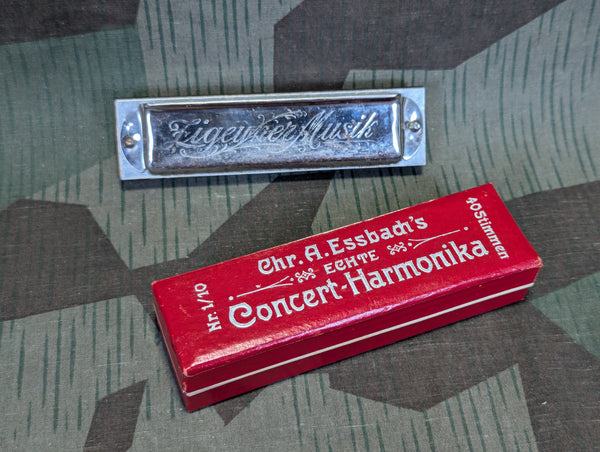 Zigeuner Musik
Chr. A. Essbach's
ECHTE
Concert-Harmonika
Nr. 1/10
40 Stimmen